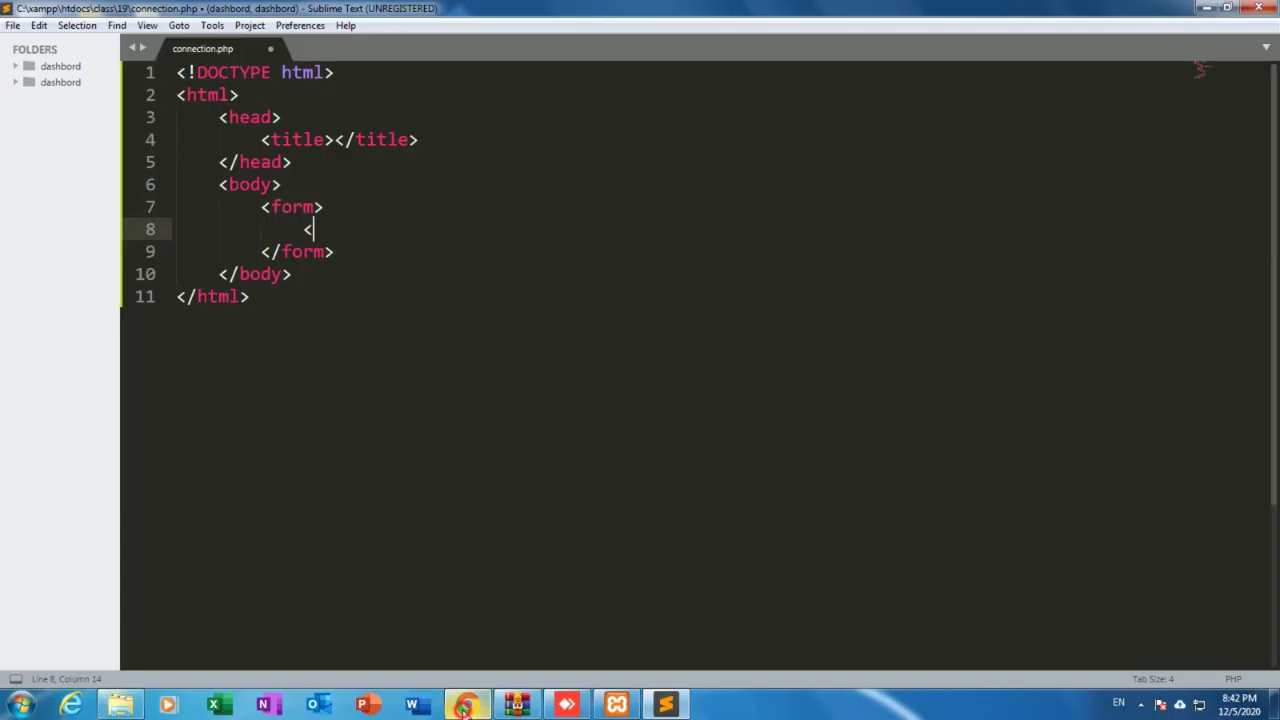 C:\xampp\htdocs\class\19\connection.php • (dashbord, dashbord) - Sublime Text (UNREGISTERED)
File Edit Selection Find View Goto Tools Project Preferences Help
FOLDERS
dashbord
dashbord
connection.php
1 <!DOCTYPE html>
2 <html>
3 <head>
4 <title></title>
5 </head>
6 <body>
7 <form>
8 <
9 </form>
10 </body>
11 </html>
Line 8, Column 14
Tab Size: 4
PHP
EN
8:42 PM
12/5/2020